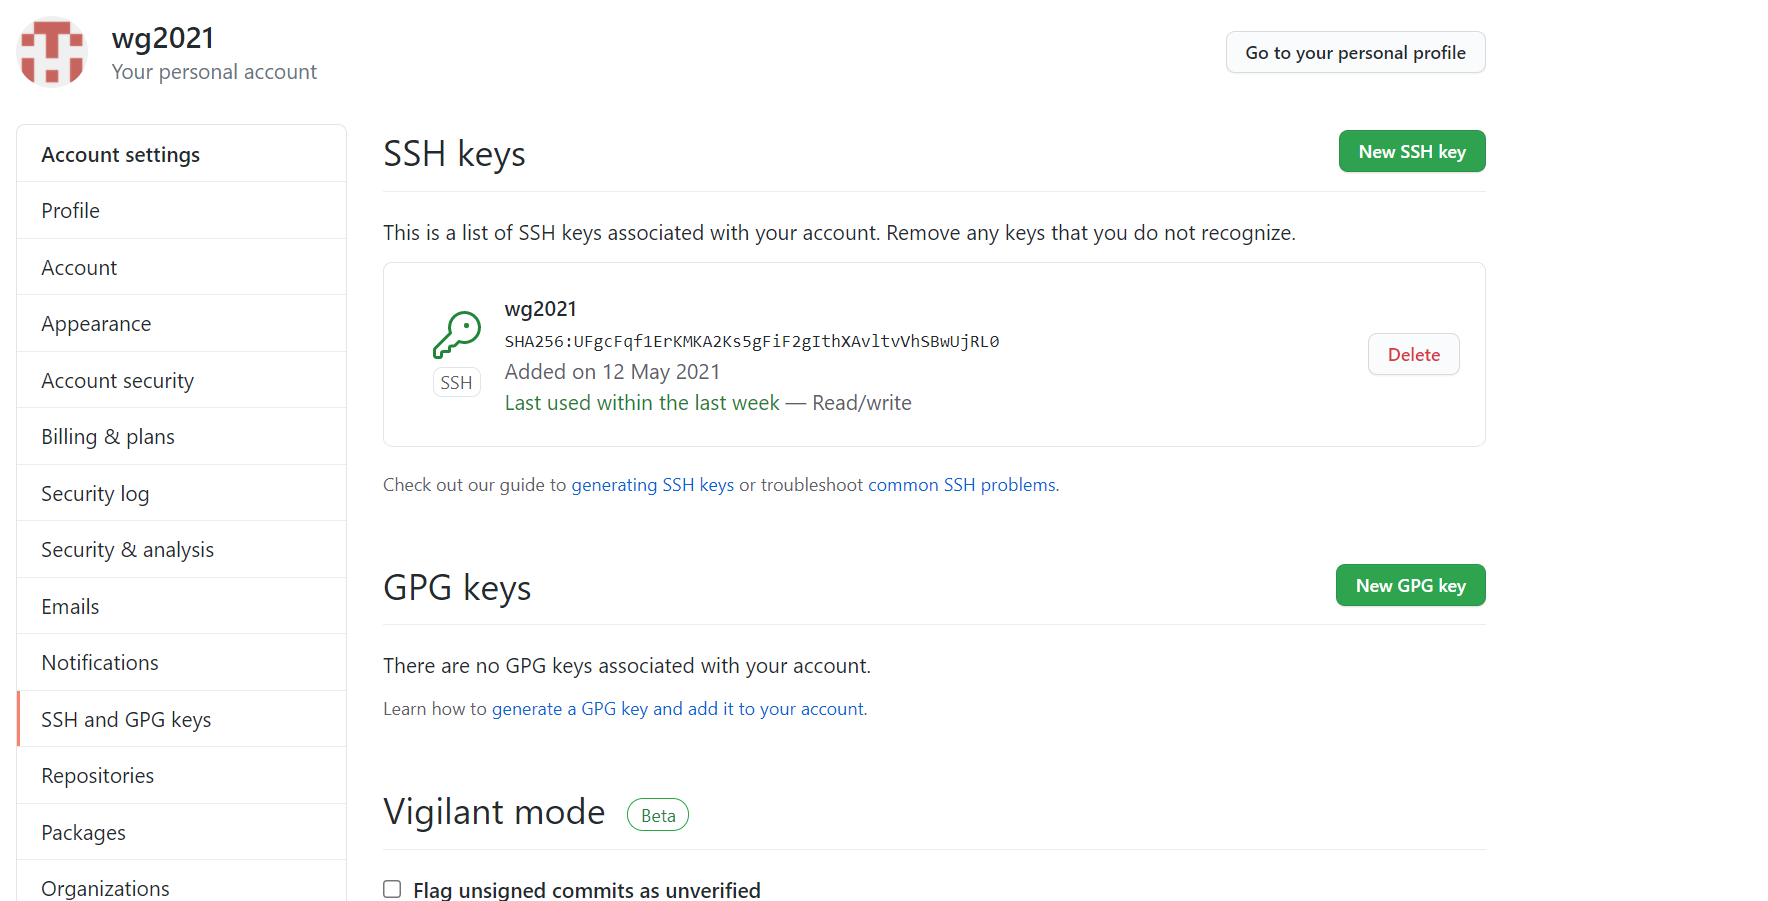 wg2021
Your personal account
Go to your personal profile
Account settings
Profile
Account
Appearance
Account security
Billing & plans
Security log
Security & analysis
Emails
Notifications
SSH and GPG keys
Repositories
Packages
Organizations
SSH keys
New SSH key
This is a list of SSH keys associated with your account. Remove any keys that you do not recognize.
wg2021
SHA256:UFgcFqf1ErKMKA2Ks5gFiF2gIthXAvltvVhSBwUjRL0
Added on 12 May 2021
Last used within the last week — Read/write
SSH
Delete
Check out our guide to generating SSH keys or troubleshoot common SSH problems.
GPG keys
New GPG key
There are no GPG keys associated with your account.
Learn how to generate a GPG key and add it to your account.
Vigilant mode
Beta
Flag unsigned commits as unverified